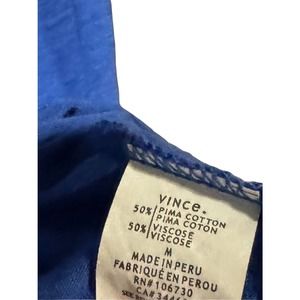 VINCE.
50% PIMA COTTON
PIMA COTON
50% VISCOSE
VISCOSE
M
MADE IN PERU
FABRIQUÉ EN PEROU
RN#106730